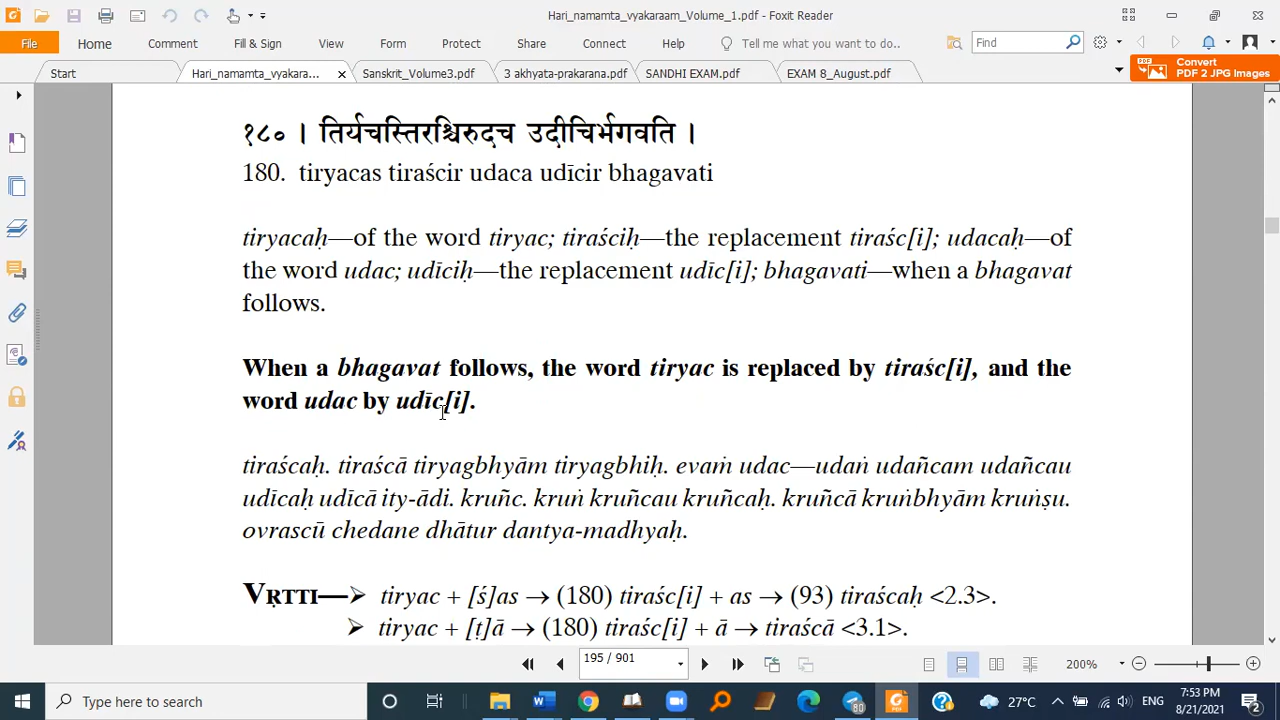 Hari_namamta_vyakaraam_Volume_1.pdf - Foxit Reader
File Home Comment Fill & Sign View Form Protect Share Connect Help Tell me what you want to do.. Find
Convert
PDF 2 JPG Images
Start Hari_namamta_vyakara... Sanskrit_Volume3.pdf 3 akhyata-prakarana.pdf SANDHI EXAM.pdf EXAM 8_August.pdf
१८० । तिर्यचस्तिरश्चिरुदच उदीचिर्भगवति ।
180. tiryacas tiraścir udaca udīcir bhagavati
tiryacaḥ—of the word tiryac; tiraściḥ—the replacement tiraśc[i]; udacaḥ—of
the word udac; udīciḥ—the replacement udīc[i]; bhagavati—when a bhagavat
follows.
When a bhagavat follows, the word tiryac is replaced by tiraśc[i], and the
word udac by udīc[i].
tiraścaḥ. tiraścā tiryagbhyām tiryagbhiḥ. evaṁ udac—udaṅ udañcam udañcau
udīcaḥ udīcā ity-ādi. kruñc. kruṅ kruñcau kruñcaḥ. kruñcā kruṅbhyām kruṅṣu.
ovrascū chedane dhātur dantya-madhyaḥ.
VṚTTI—➢ tiryac + [ś]as → (180) tiraśc[i] + as → (93) tiraścaḥ <2.3>.
➢ tiryac + [ṭ]ā → (180) tiraśc[i] + ā → tiraścā <3.1>.
195 / 901
200%
Type here to search
80
27°C
ENG
7:53 PM
8/21/2021
2